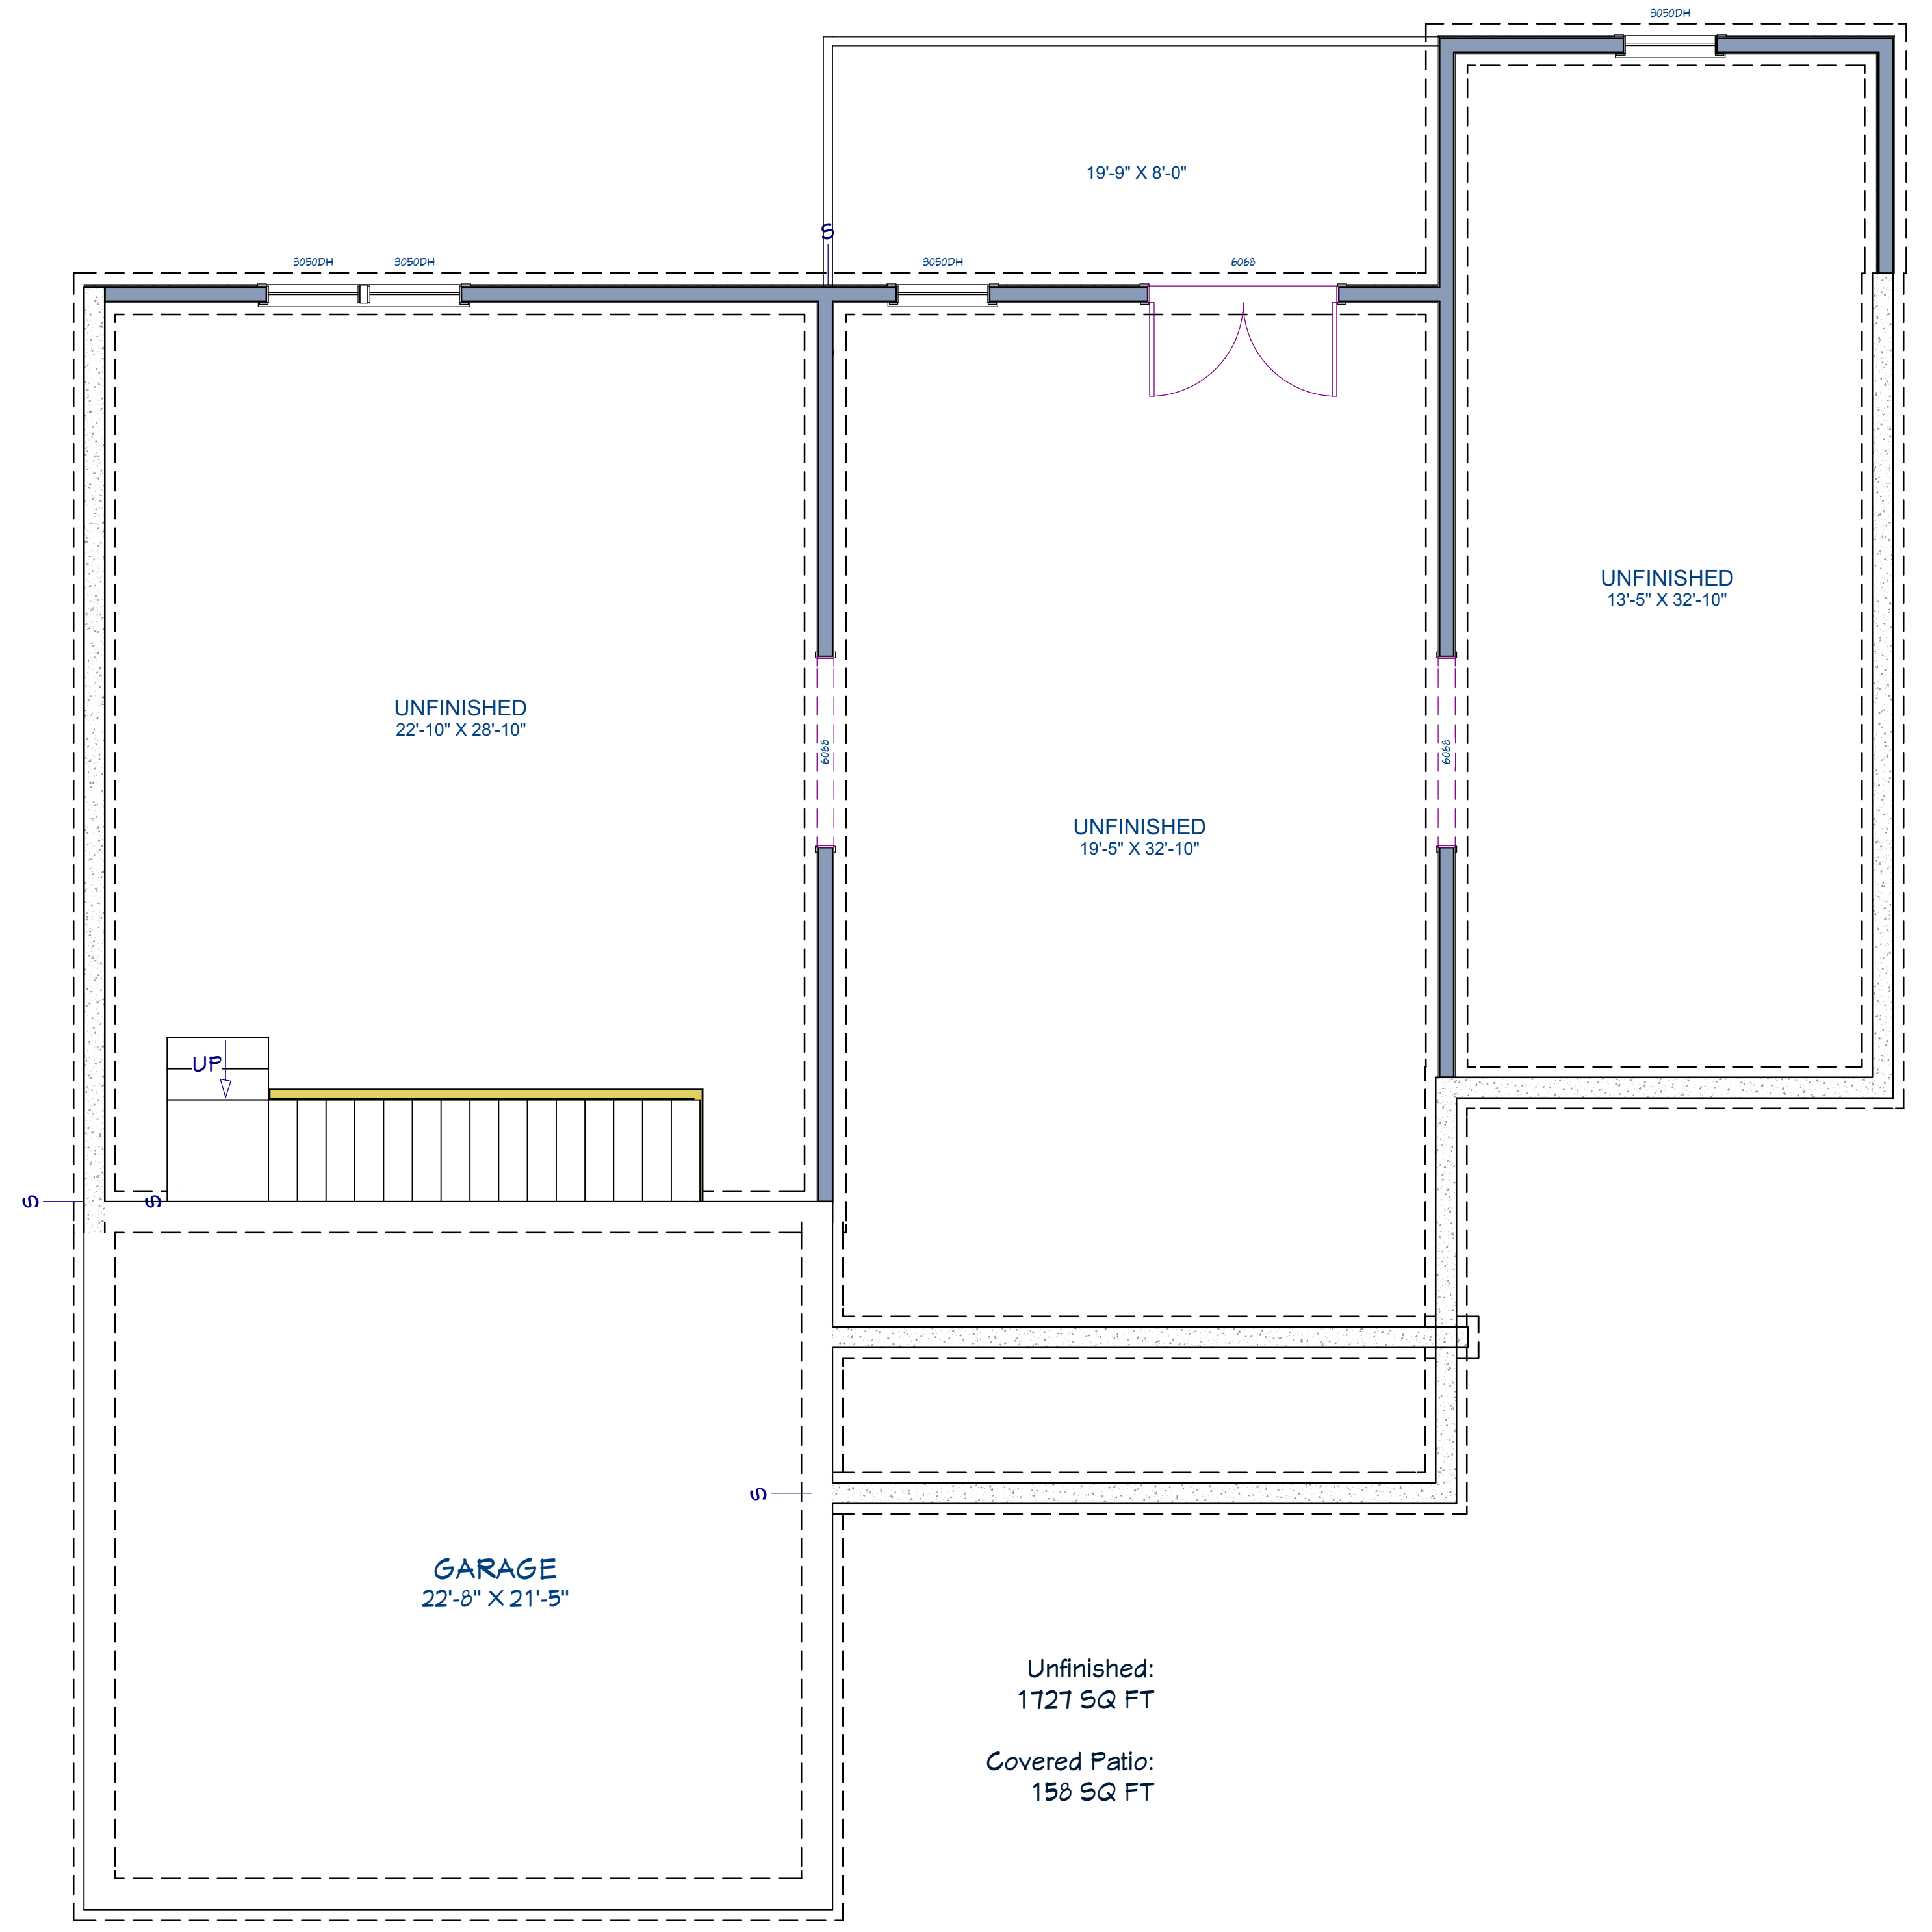 3050DH
19'-9" X 8'-0"
S
3050DH
3050DH
3050DH
6068
UNFINISHED
13'-5" X 32'-10"
UNFINISHED
22'-10" X 28'-10"
6068
6068
UNFINISHED
19'-5" X 32'-10"
UP
S
S
S
GARAGE
22'-8" X 21'-5"
Unfinished:
1727 SQ FT
Covered Patio:
158 SQ FT